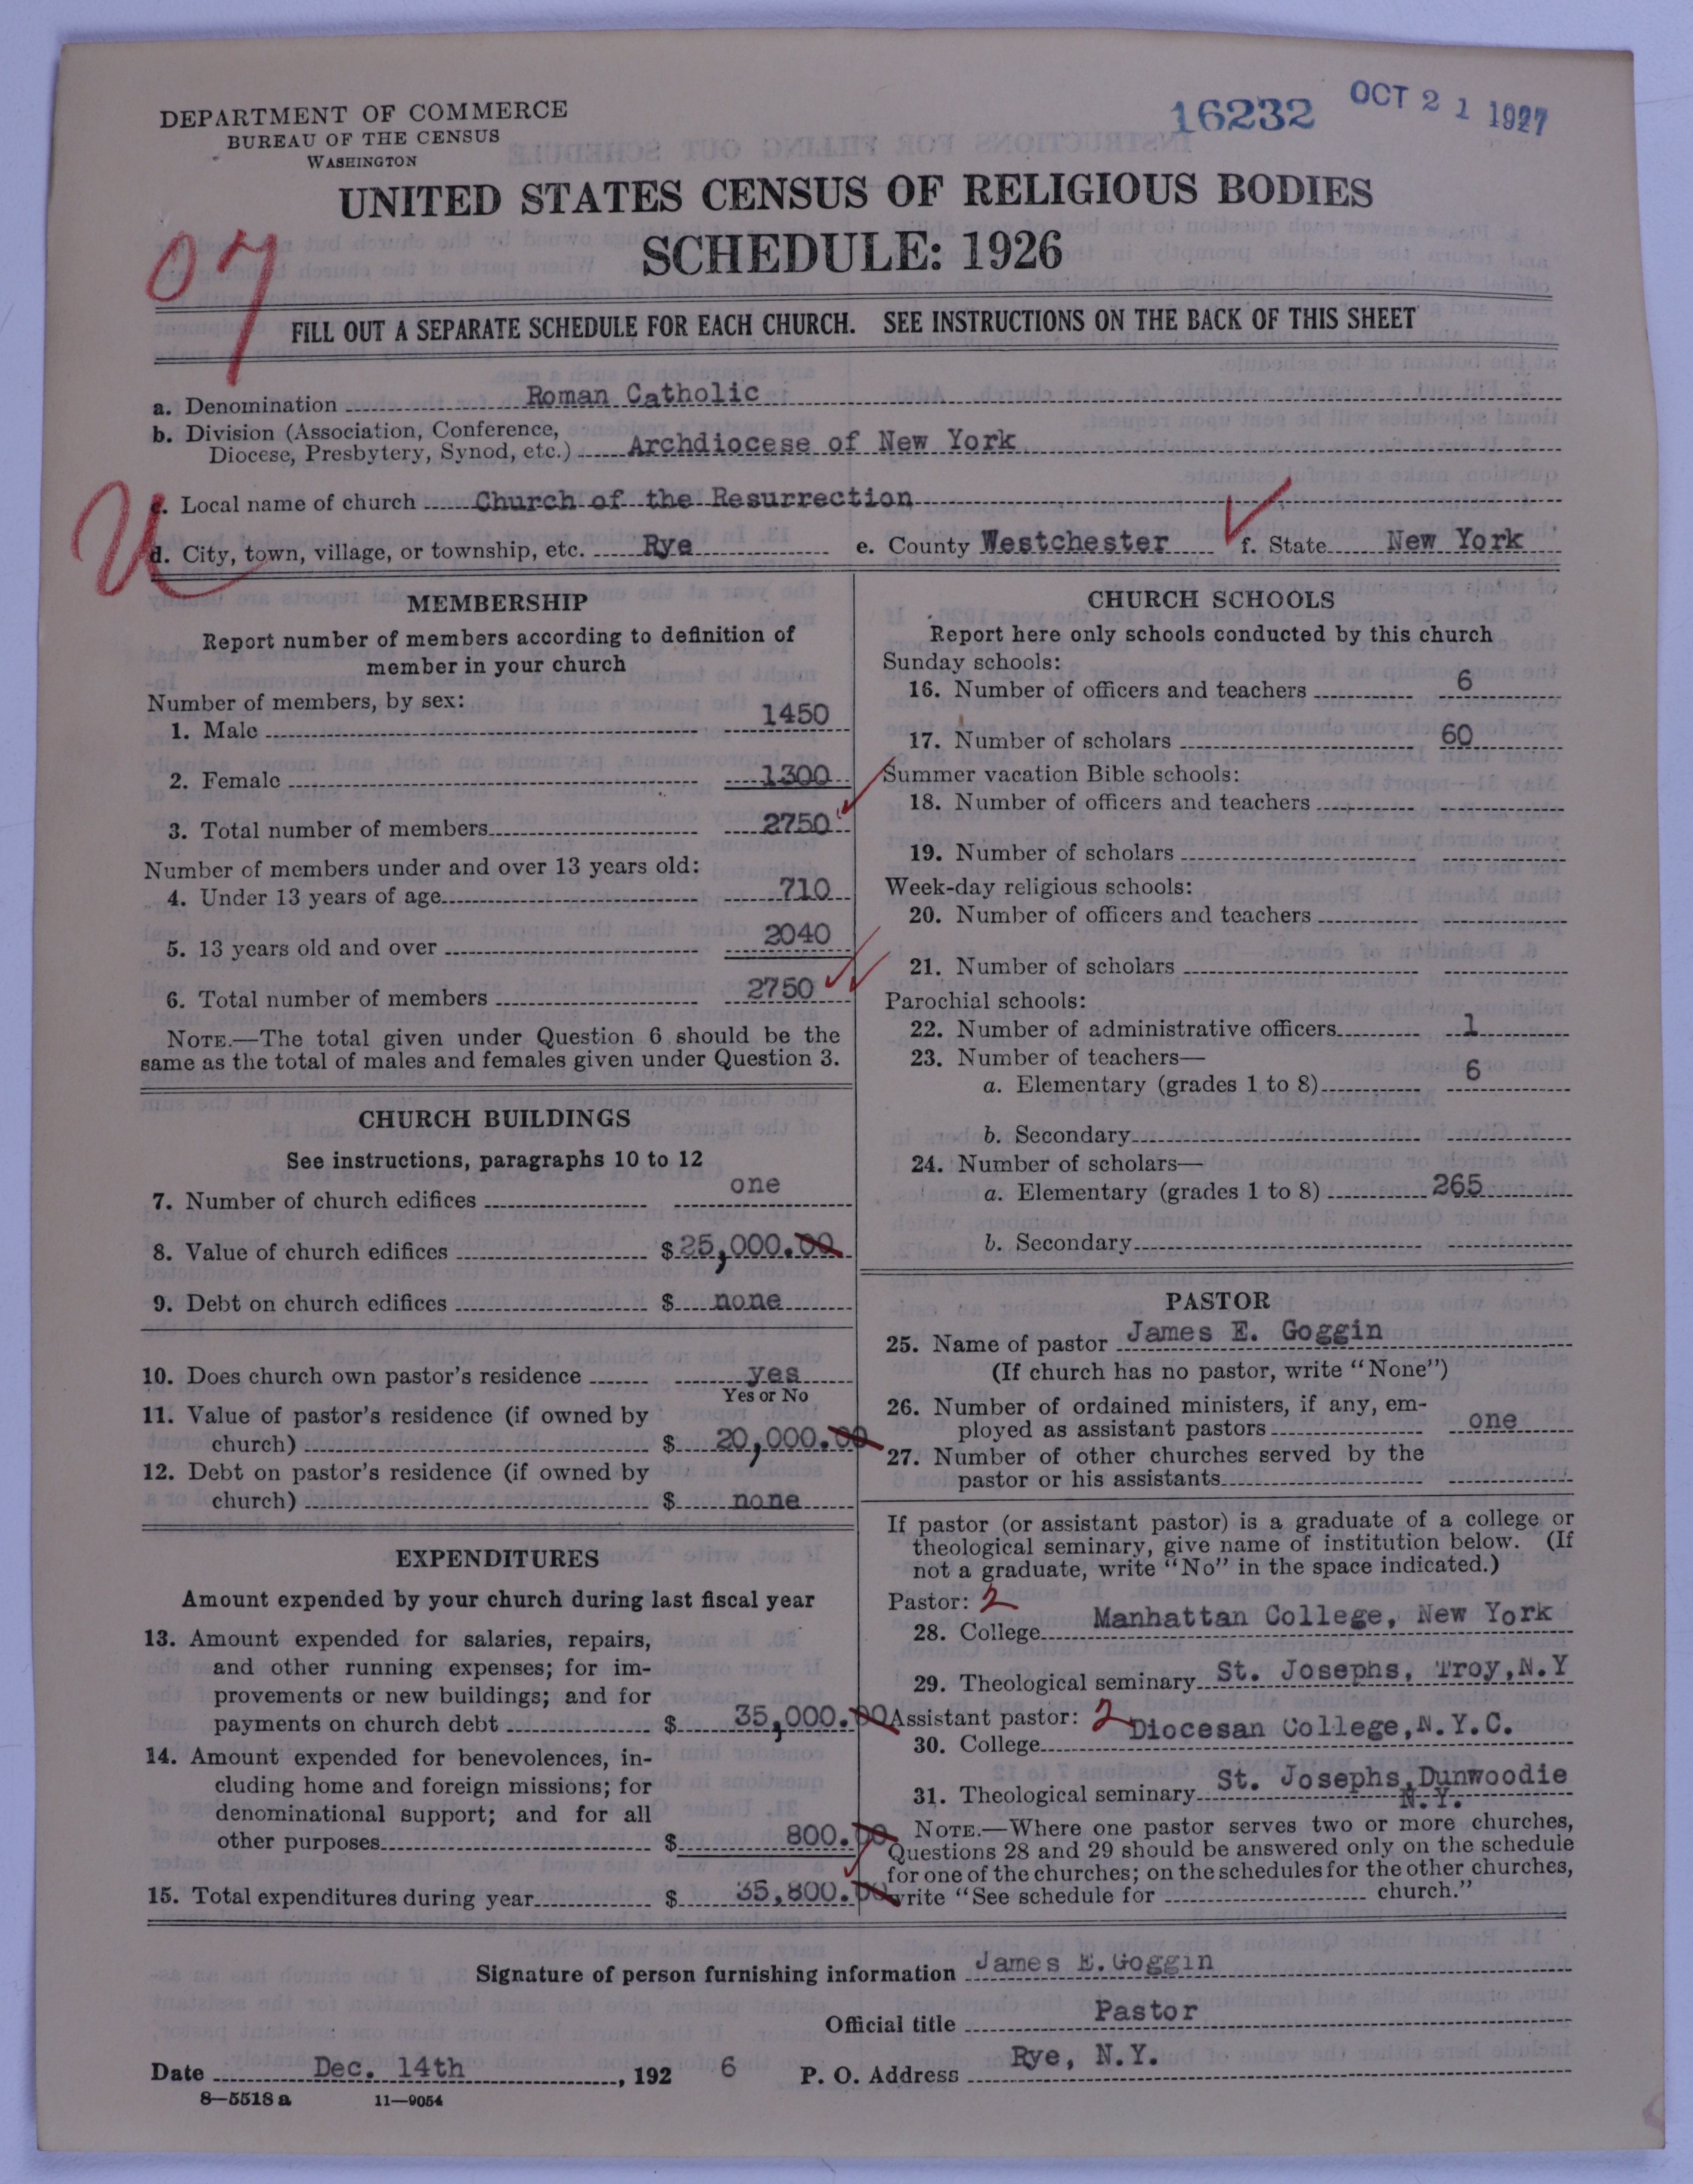 DEPARTMENT OF COMMERCE
BUREAU OF THE CENSUS
WASHINGTON
16232 OCT 21 1927
UNITED STATES CENSUS OF RELIGIOUS BODIES
SCHEDULE: 1926
07
FILL OUT A SEPARATE SCHEDULE FOR EACH CHURCH. SEE INSTRUCTIONS ON THE BACK OF THIS SHEET
a. Denomination Roman Catholic
b. Division (Association, Conference,
Diocese, Presbytery, Synod, etc.) Archdiocese of New York
c. Local name of church Church of the Resurrection
d. City, town, village, or township, etc. Rye e. County Westchester f. State New York
MEMBERSHIP
Report number of members according to definition of
member in your church
Number of members, by sex:
1. Male 1450
2. Female 1300
3. Total number of members 2750
Number of members under and over 13 years old:
4. Under 13 years of age 710
5. 13 years old and over 2040
6. Total number of members 2750
NOTE.—The total given under Question 6 should be the
same as the total of males and females given under Question 3.
CHURCH BUILDINGS
See instructions, paragraphs 10 to 12
7. Number of church edifices one
8. Value of church edifices $25,000.00
9. Debt on church edifices $ none
10. Does church own pastor's residence yes
Yes or No
11. Value of pastor's residence (if owned by
church) $ 20,000.00
12. Debt on pastor's residence (if owned by
church) $ none
EXPENDITURES
Amount expended by your church during last fiscal year
13. Amount expended for salaries, repairs,
and other running expenses; for im-
provements or new buildings; and for
payments on church debt $ 35,000.00
14. Amount expended for benevolences, in-
cluding home and foreign missions; for
denominational support; and for all
other purposes $ 800.00
15. Total expenditures during year $ 35,800.00
CHURCH SCHOOLS
Report here only schools conducted by this church
Sunday schools:
16. Number of officers and teachers 6
17. Number of scholars 60
Summer vacation Bible schools:
18. Number of officers and teachers
19. Number of scholars
Week-day religious schools:
20. Number of officers and teachers
21. Number of scholars
Parochial schools:
22. Number of administrative officers 1
23. Number of teachers—
a. Elementary (grades 1 to 8) 6
b. Secondary
24. Number of scholars—
a. Elementary (grades 1 to 8) 265
b. Secondary
PASTOR
25. Name of pastor James E. Goggin
(If church has no pastor, write "None")
26. Number of ordained ministers, if any, em-
ployed as assistant pastors one
27. Number of other churches served by the
pastor or his assistants
If pastor (or assistant pastor) is a graduate of a college or
theological seminary, give name of institution below. (If
not a graduate, write "No" in the space indicated.)
Pastor: 2
28. College Manhattan College, New York
29. Theological seminary St. Josephs, Troy,N.Y
Assistant pastor: 2
30. College Diocesan College,N.Y.C.
31. Theological seminary St. Josephs,Dunwoodie
N.Y.
NOTE.—Where one pastor serves two or more churches,
Questions 28 and 29 should be answered only on the schedule
for one of the churches; on the schedules for the other churches,
write "See schedule for church."
Signature of person furnishing information James E.Goggin
Official title Pastor
Date Dec. 14th, 192 6 P. O. Address Rye, N.Y.
8—5518 a 11—9054